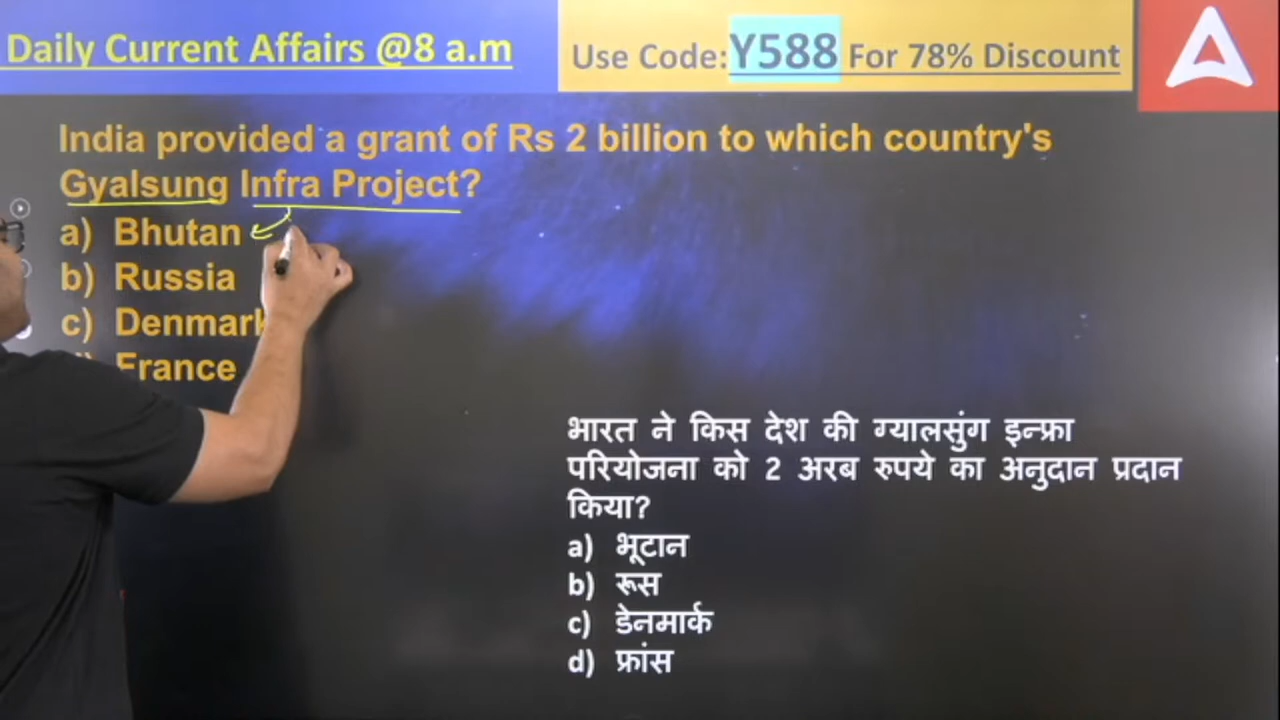 Daily Current Affairs @8 a.m
Use Code:Y588 For 78% Discount
India provided a grant of Rs 2 billion to which country's
Gyalsung Infra Project?
a) Bhutan
b) Russia
c) Denmark
d) France
भारत ने किस देश की ग्यालसुंग इन्फ्रा
परियोजना को 2 अरब रुपये का अनुदान प्रदान
किया?
a) भूटान
b) रूस
c) डेनमार्क
d) फ्रांस